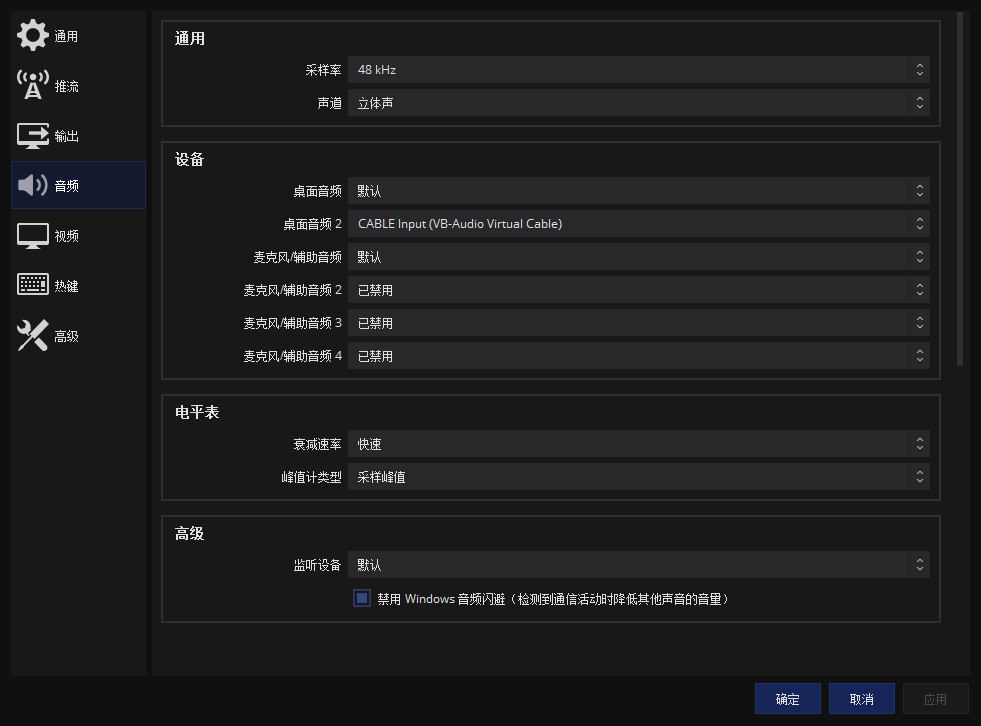 通用
推流
输出
音频
视频
热键
高级
通用
采样率 48 kHz
声道 立体声
设备
桌面音频 默认
桌面音频 2 CABLE Input (VB-Audio Virtual Cable)
麦克风/辅助音频 默认
麦克风/辅助音频 2 已禁用
麦克风/辅助音频 3 已禁用
麦克风/辅助音频 4 已禁用
电平表
衰减速率 快速
峰值计类型 采样峰值
高级
监听设备 默认
禁用 Windows 音频闪避（检测到通信活动时降低其他声音的音量）
确定 取消 应用